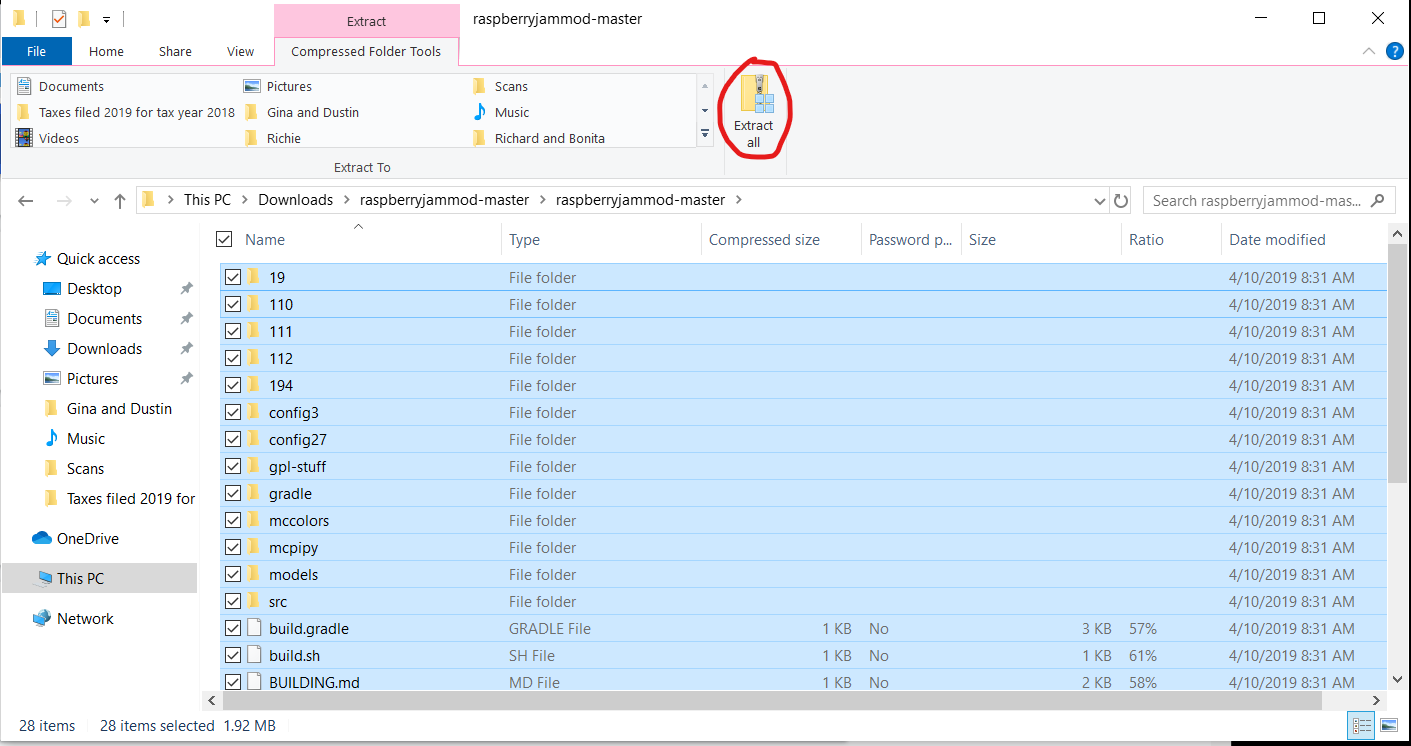 Extract
raspberryjammod-master
File Home Share View Compressed Folder Tools
Documents Pictures Scans
Taxes filed 2019 for tax year 2018 Gina and Dustin Music
Videos Richie Richard and Bonita
Extract To
Extract
all
This PC Downloads raspberryjammod-master raspberryjammod-master
Search raspberryjammod-mas...
Name Type Compressed size Password p... Size Ratio Date modified
Quick access
Desktop
Documents
Downloads
Pictures
Gina and Dustin
Music
Scans
Taxes filed 2019 for
OneDrive
This PC
Network
19 File folder 4/10/2019 8:31 AM
110 File folder 4/10/2019 8:31 AM
111 File folder 4/10/2019 8:31 AM
112 File folder 4/10/2019 8:31 AM
194 File folder 4/10/2019 8:31 AM
config3 File folder 4/10/2019 8:31 AM
config27 File folder 4/10/2019 8:31 AM
gpl-stuff File folder 4/10/2019 8:31 AM
gradle File folder 4/10/2019 8:31 AM
mccolors File folder 4/10/2019 8:31 AM
mcpipy File folder 4/10/2019 8:31 AM
models File folder 4/10/2019 8:31 AM
src File folder 4/10/2019 8:31 AM
build.gradle GRADLE File 1 KB No 3 KB 57% 4/10/2019 8:31 AM
build.sh SH File 1 KB No 1 KB 61% 4/10/2019 8:31 AM
BUILDING.md MD File 1 KB No 2 KB 58% 4/10/2019 8:31 AM
28 items 28 items selected 1.92 MB